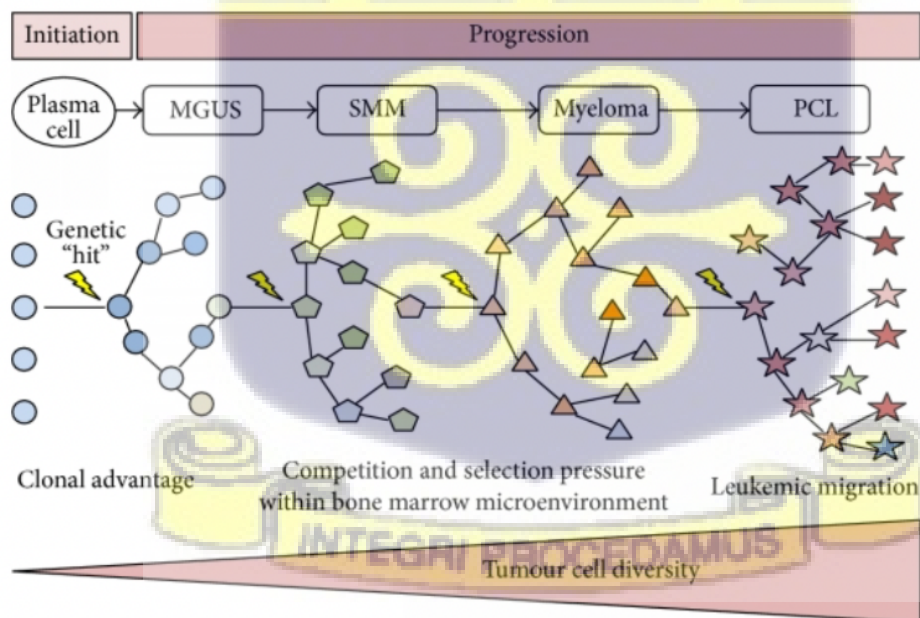 Initiation
Progression
Plasma
cell
MGUS
SMM
Myeloma
PCL
Genetic
"hit"
Clonal advantage
Competition and selection pressure
within bone marrow microenvironment
Leukemic migration
INTEGRI PROCEDAMUS
Tumour cell diversity